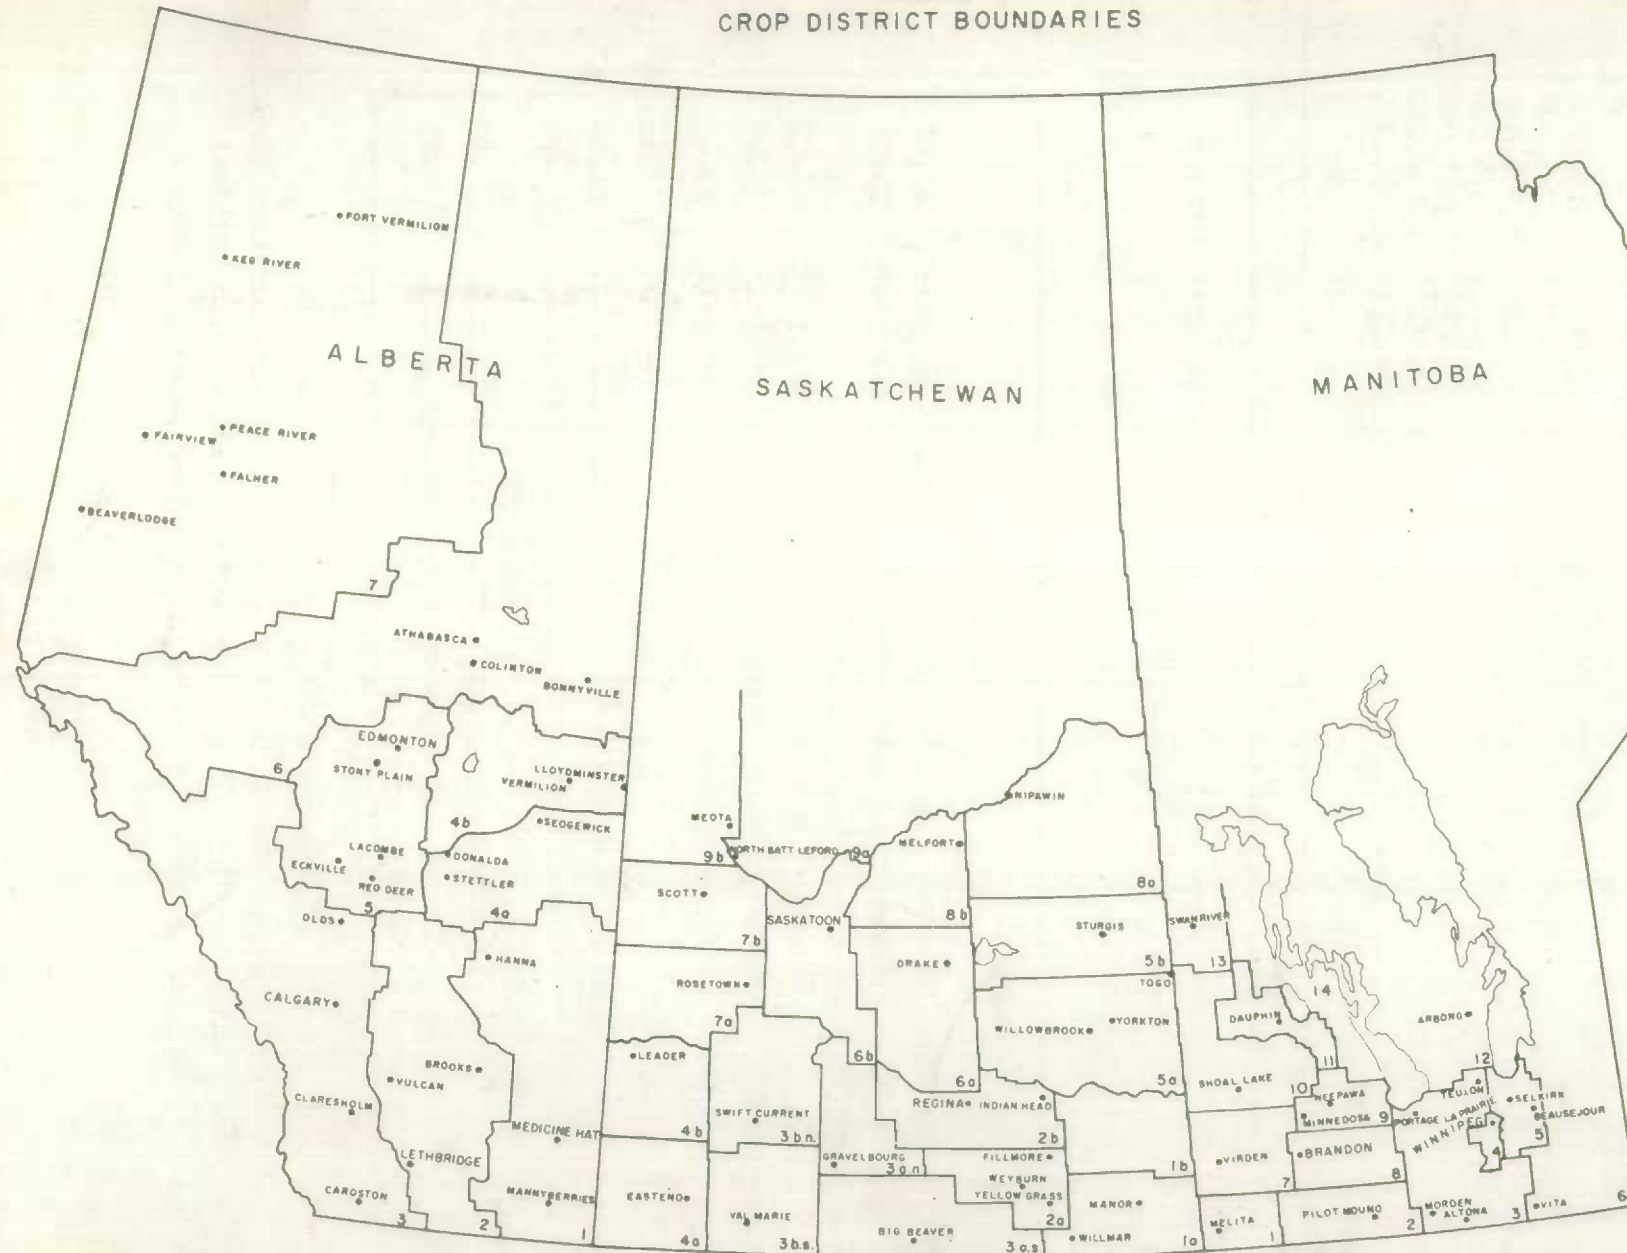 CROP DISTRICT BOUNDARIES
FORT VERMILION
KEG RIVER
ALBERTA
SASKATCHEWAN
MANITOBA
PEACE RIVER
FAIRVIEW
FALHER
BEAVERLODGE
7
ATHABASCA
COLINTON
BONNYVILLE
EDMONTON
STONY PLAIN
6
LLOYDMINSTER
VERMILION
4b
SEDGEWICK
LACOMBE
ECKVILLE
RED DEER
DONALDA
STETTLER
5
4a
OLDS
HANNA
CALGARY
BROOKS
VULCAN
CLARESHOLM
MEDICINE HAT
LETHBRIDGE
CARDSTON
MANNYBERRIES
3
2
1
MEOTA
9b
NORTH BATTLEFORD
9a
MELFORT
NIPAWIN
8a
SCOTT
SASKATOON
8b
7b
STURGIS
5b
DRAKE
ROSETOWN
TOGO
7a
WILLOWBROOK
YORKTON
LEADER
6b
6a
5a
REGINA
INDIAN HEAD
SWIFT CURRENT
4b
3b.n.
2b
GRAVELBOURG
3a.n
FILLMORE
WEYBURN
YELLOW GRASS
1b
EASTEND
MANOR
2a
VAL MARIE
BIG BEAVER
WILLMAR
4a
3b.s.
3a.s.
1a
SWAN RIVER
13
14
DAUPHIN
ARBORG
11
12
SHOAL LAKE
10
NEEPAWA
TEULON
SELKIRK
MINNEDOSA
9
PORTAGE LA PRAIRIE
BEAUSEJOUR
WINNIPEG
5
4
VIRDEN
BRANDON
7
8
MELITA
PILOT MOUND
MORDEN
ALTONA
VITA
1
2
3
6